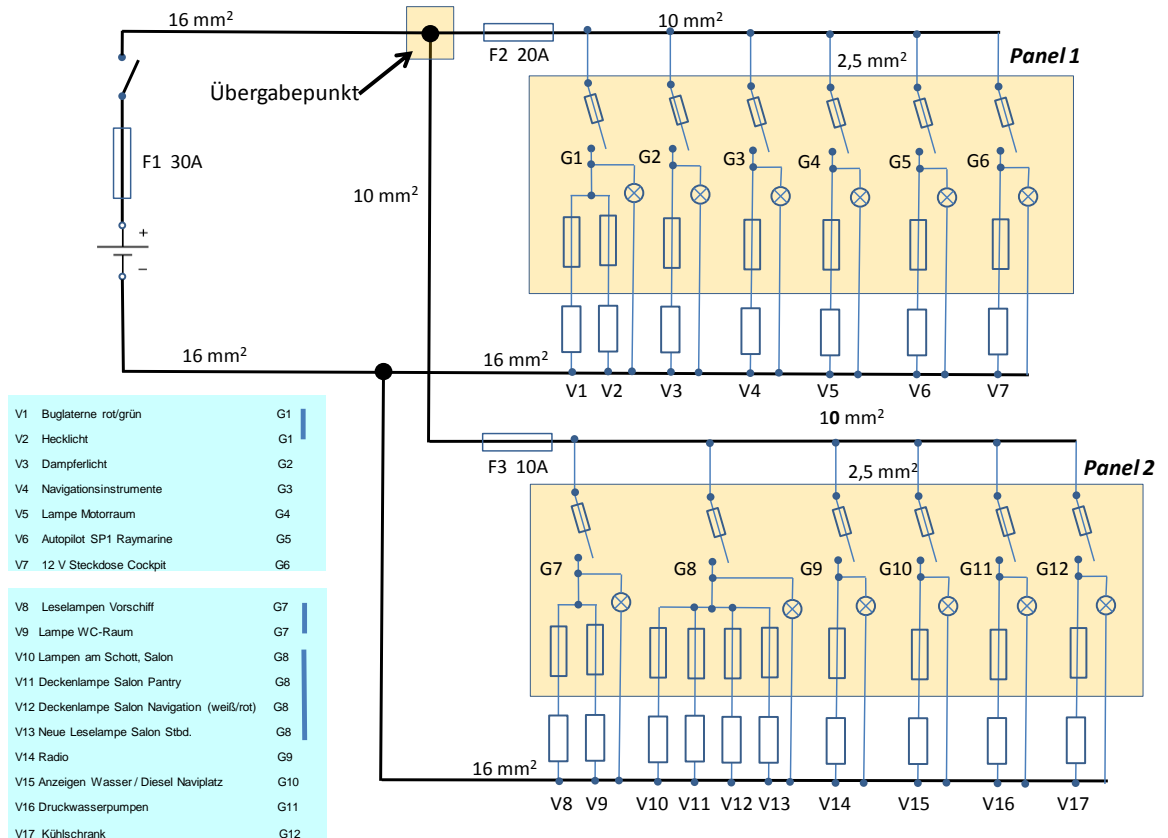 16 mm²
10 mm²
F2 20A
Panel 1
2,5 mm²
Übergabepunkt
F1 30A
10 mm²
+
–
G1 G2 G3 G4 G5 G6
16 mm²
16 mm²
V1 V2 V3 V4 V5 V6 V7
10 mm²
F3 10A
2,5 mm²
Panel 2
G7 G8 G9 G10 G11 G12
16 mm²
V8 V9 V10 V11 V12 V13 V14 V15 V16 V17
V1 Buglaterne rot/grün G1
V2 Hecklicht G1
V3 Dampferlicht G2
V4 Navigationsinstrumente G3
V5 Lampe Motorraum G4
V6 Autopilot SP1 Raymarine G5
V7 12 V Steckdose Cockpit G6
V8 Leselampen Vorschiff G7
V9 Lampe WC-Raum G7
V10 Lampen am Schott, Salon G8
V11 Deckenlampe Salon Pantry G8
V12 Deckenlampe Salon Navigation (weiß/rot) G8
V13 Neue Leselampe Salon Stbd. G8
V14 Radio G9
V15 Anzeigen Wasser / Diesel Naviplatz G10
V16 Druckwasserpumpen G11
V17 Kühlschrank G12